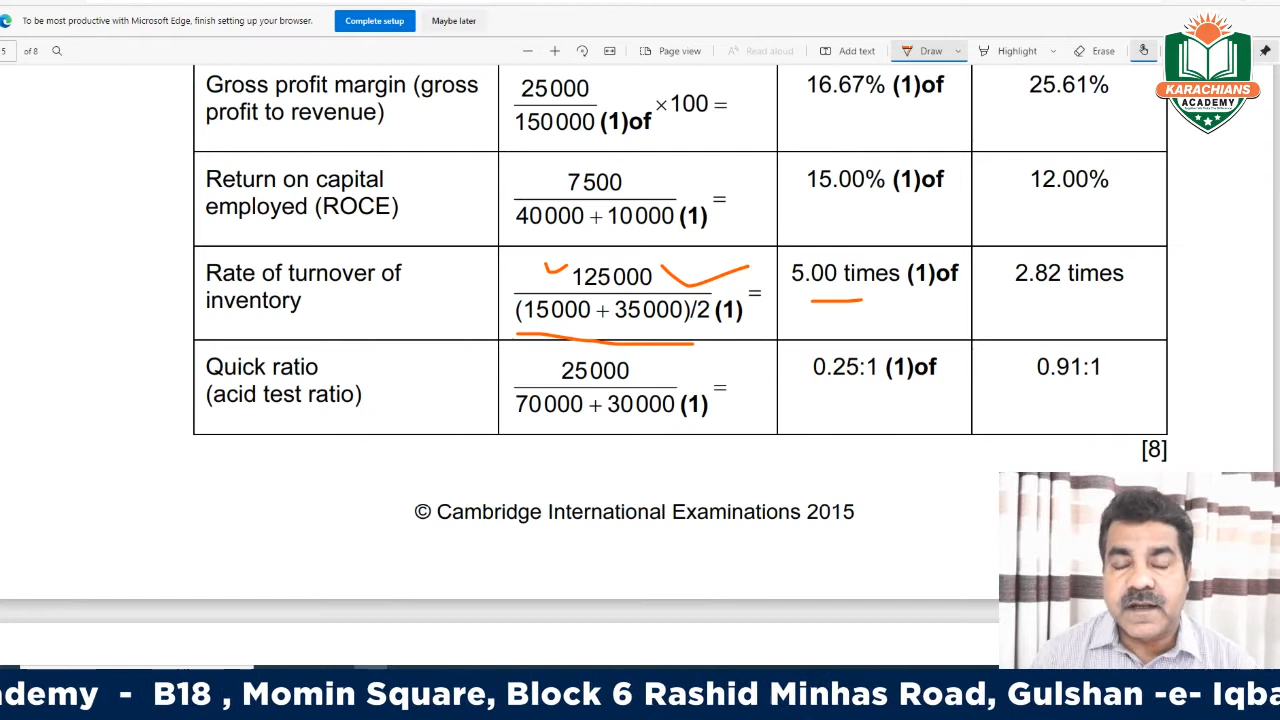 To be most productive with Microsoft Edge, finish setting up your browser.
Complete setup
Maybe later
5
of 8
Page view
Read aloud
Add text
Draw
Highlight
Erase
KARACHIANS
ACADEMY
Gross profit margin (gross
profit to revenue)
25000
150000 (1)of
×100 =
16.67% (1)of
25.61%
Return on capital
employed (ROCE)
7500
40000 + 10000 (1)
=
15.00% (1)of
12.00%
Rate of turnover of
inventory
125000
(15000 + 35000)/2 (1)
=
5.00 times (1)of
2.82 times
Quick ratio
(acid test ratio)
25000
70000 + 30000 (1)
=
0.25:1 (1)of
0.91:1
[8]
© Cambridge International Examinations 2015
ademy - B18 , Momin Square, Block 6 Rashid Minhas Road, Gulshan -e- Iqba